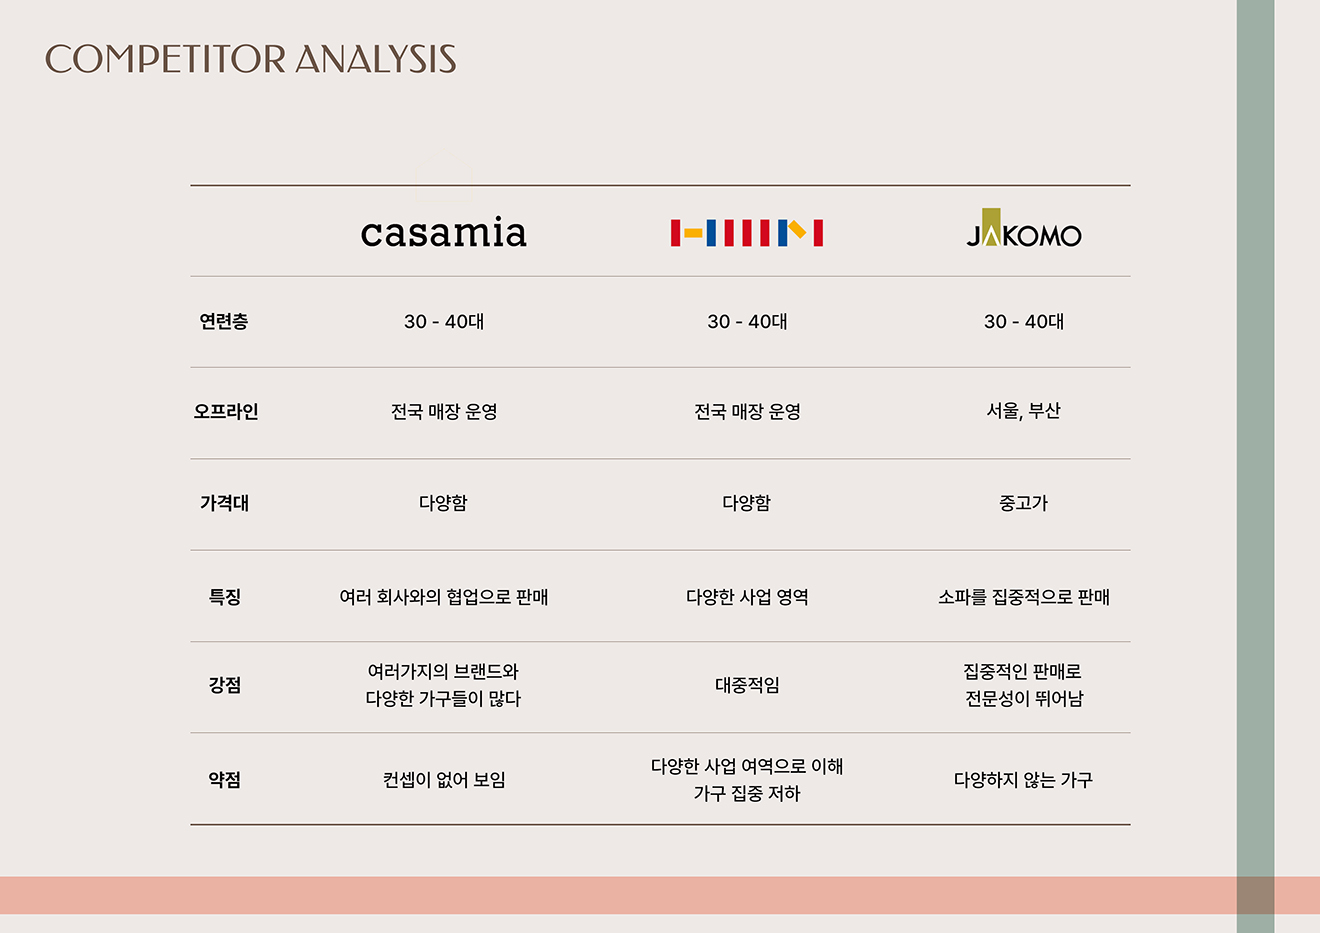 COMPETITOR ANALYSIS
casamia
JAKOMO
연련층 30 - 40대 30 - 40대 30 - 40대
오프라인 전국 매장 운영 전국 매장 운영 서울, 부산
가격대 다양함 다양함 중고가
특징 여러 회사와의 협업으로 판매 다양한 사업 영역 소파를 집중적으로 판매
강점 여러가지의 브랜드와 다양한 가구들이 많다 대중적임 집중적인 판매로 전문성이 뛰어남
약점 컨셉이 없어 보임 다양한 사업 여역으로 이해 가구 집중 저하 다양하지 않는 가구